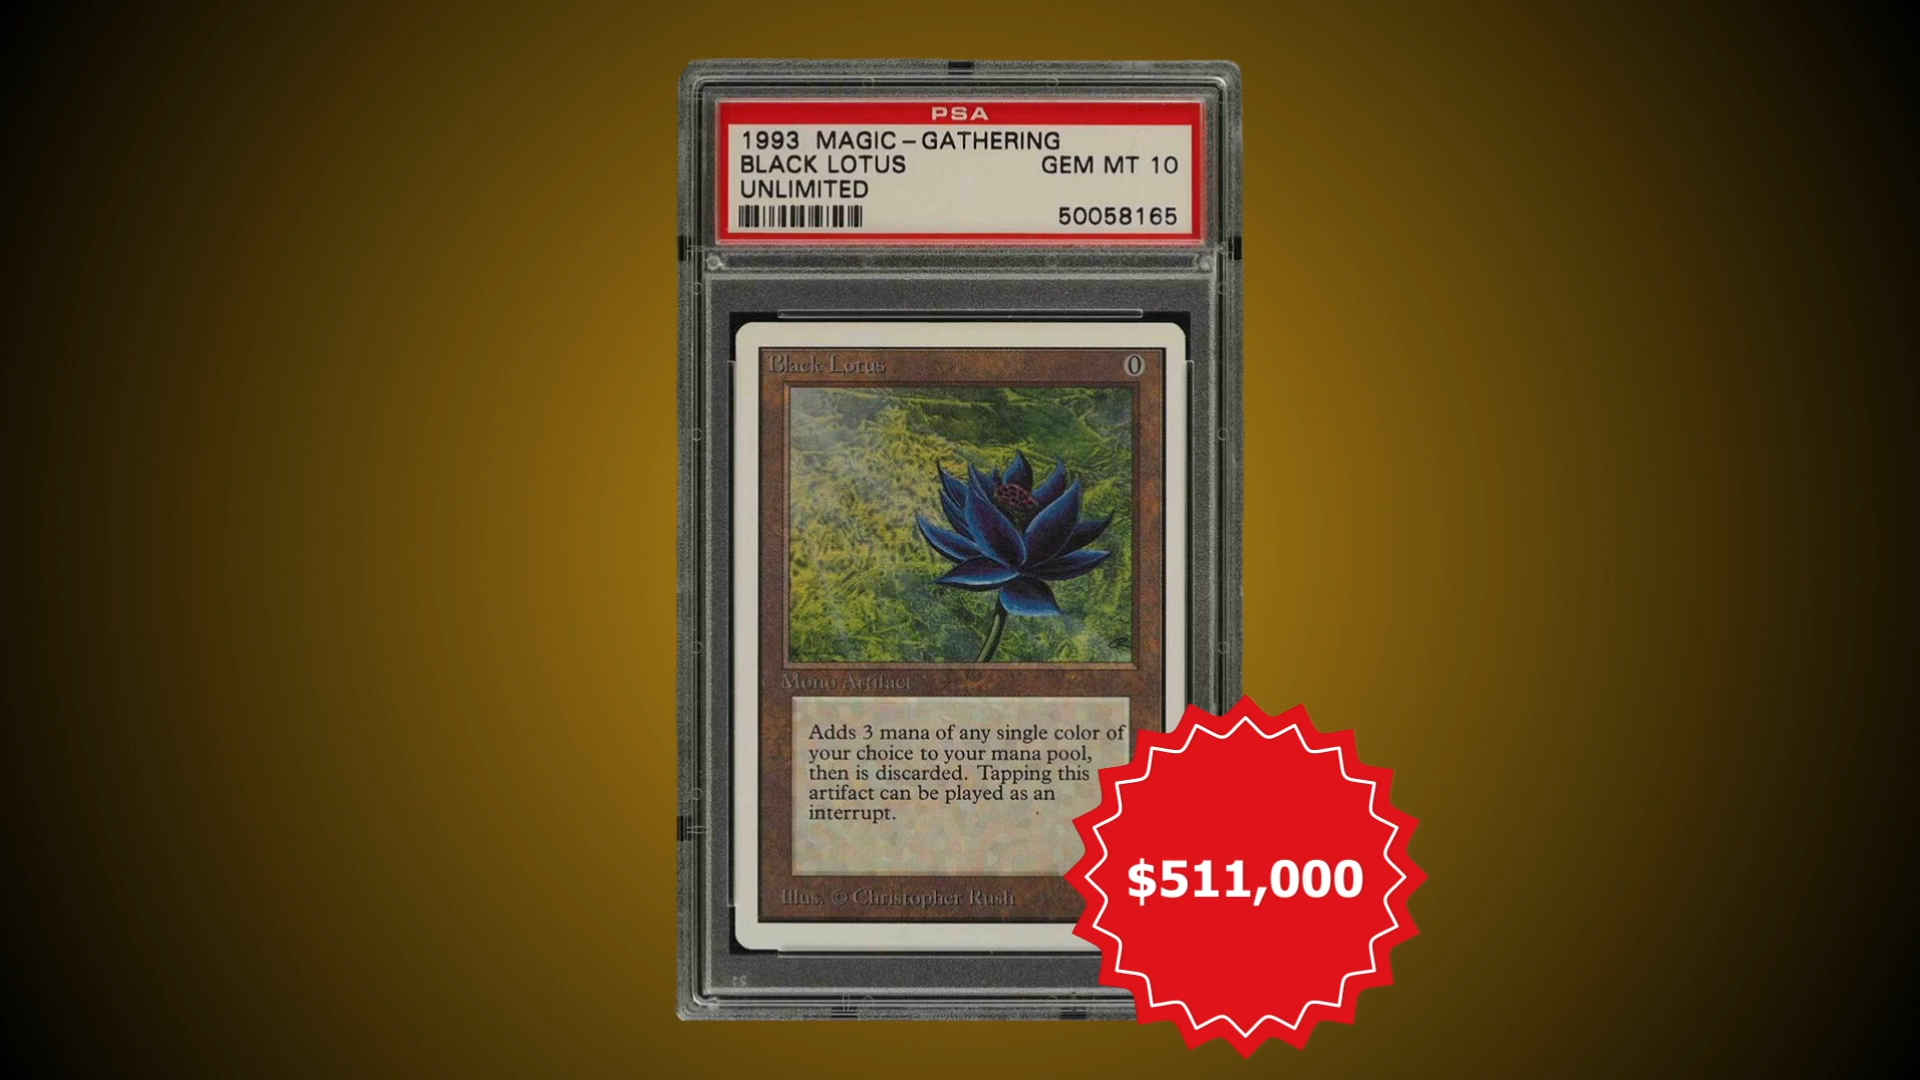 PSA
1993 MAGIC – GATHERING
BLACK LOTUS GEM MT 10
UNLIMITED
50058165
Black Lotus 0
Mono Artifact
Adds 3 mana of any single color of
your choice to your mana pool,
then is discarded. Tapping this
artifact can be played as an
interrupt.
Illus. © Christopher Rush
$511,000